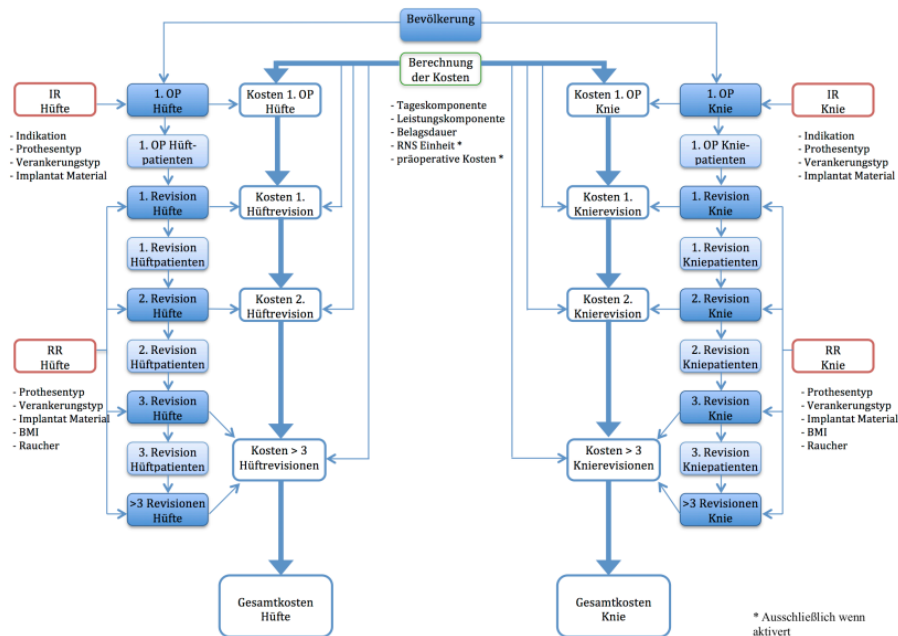 Bevölkerung
Berechnung
der Kosten
- Tageskomponente
- Leistungskomponente
- Belagsdauer
- RNS Einheit *
- präoperative Kosten *
IR
Hüfte
- Indikation
- Prothesentyp
- Verankerungstyp
- Implantat Material
1. OP
Hüfte
Kosten 1. OP
Hüfte
1. OP Hüft-
patienten
1. Revision
Hüfte
Kosten 1.
Hüftrevision
1. Revision
Hüftpatienten
2. Revision
Hüfte
Kosten 2.
Hüftrevision
RR
Hüfte
- Prothesentyp
- Verankerungstyp
- Implantat Material
- BMI
- Raucher
2. Revision
Hüftpatienten
3. Revision
Hüfte
Kosten > 3
Hüftrevisionen
3. Revision
Hüftpatienten
>3 Revisionen
Hüfte
Gesamtkosten
Hüfte
Kosten 1. OP
Knie
1. OP
Knie
IR
Knie
- Indikation
- Prothesentyp
- Verankerungstyp
- Implantat Material
1. OP Knie-
patienten
Kosten 1.
Knierevision
1. Revision
Knie
1. Revision
Kniepatienten
Kosten 2.
Knierevision
2. Revision
Knie
2. Revision
Kniepatienten
RR
Knie
- Prothesentyp
- Verankerungstyp
- Implantat Material
- BMI
- Raucher
3. Revision
Knie
Kosten > 3
Knierevisionen
3. Revision
Kniepatienten
>3 Revisionen
Knie
Gesamtkosten
Knie
* Ausschließlich wenn
aktivert